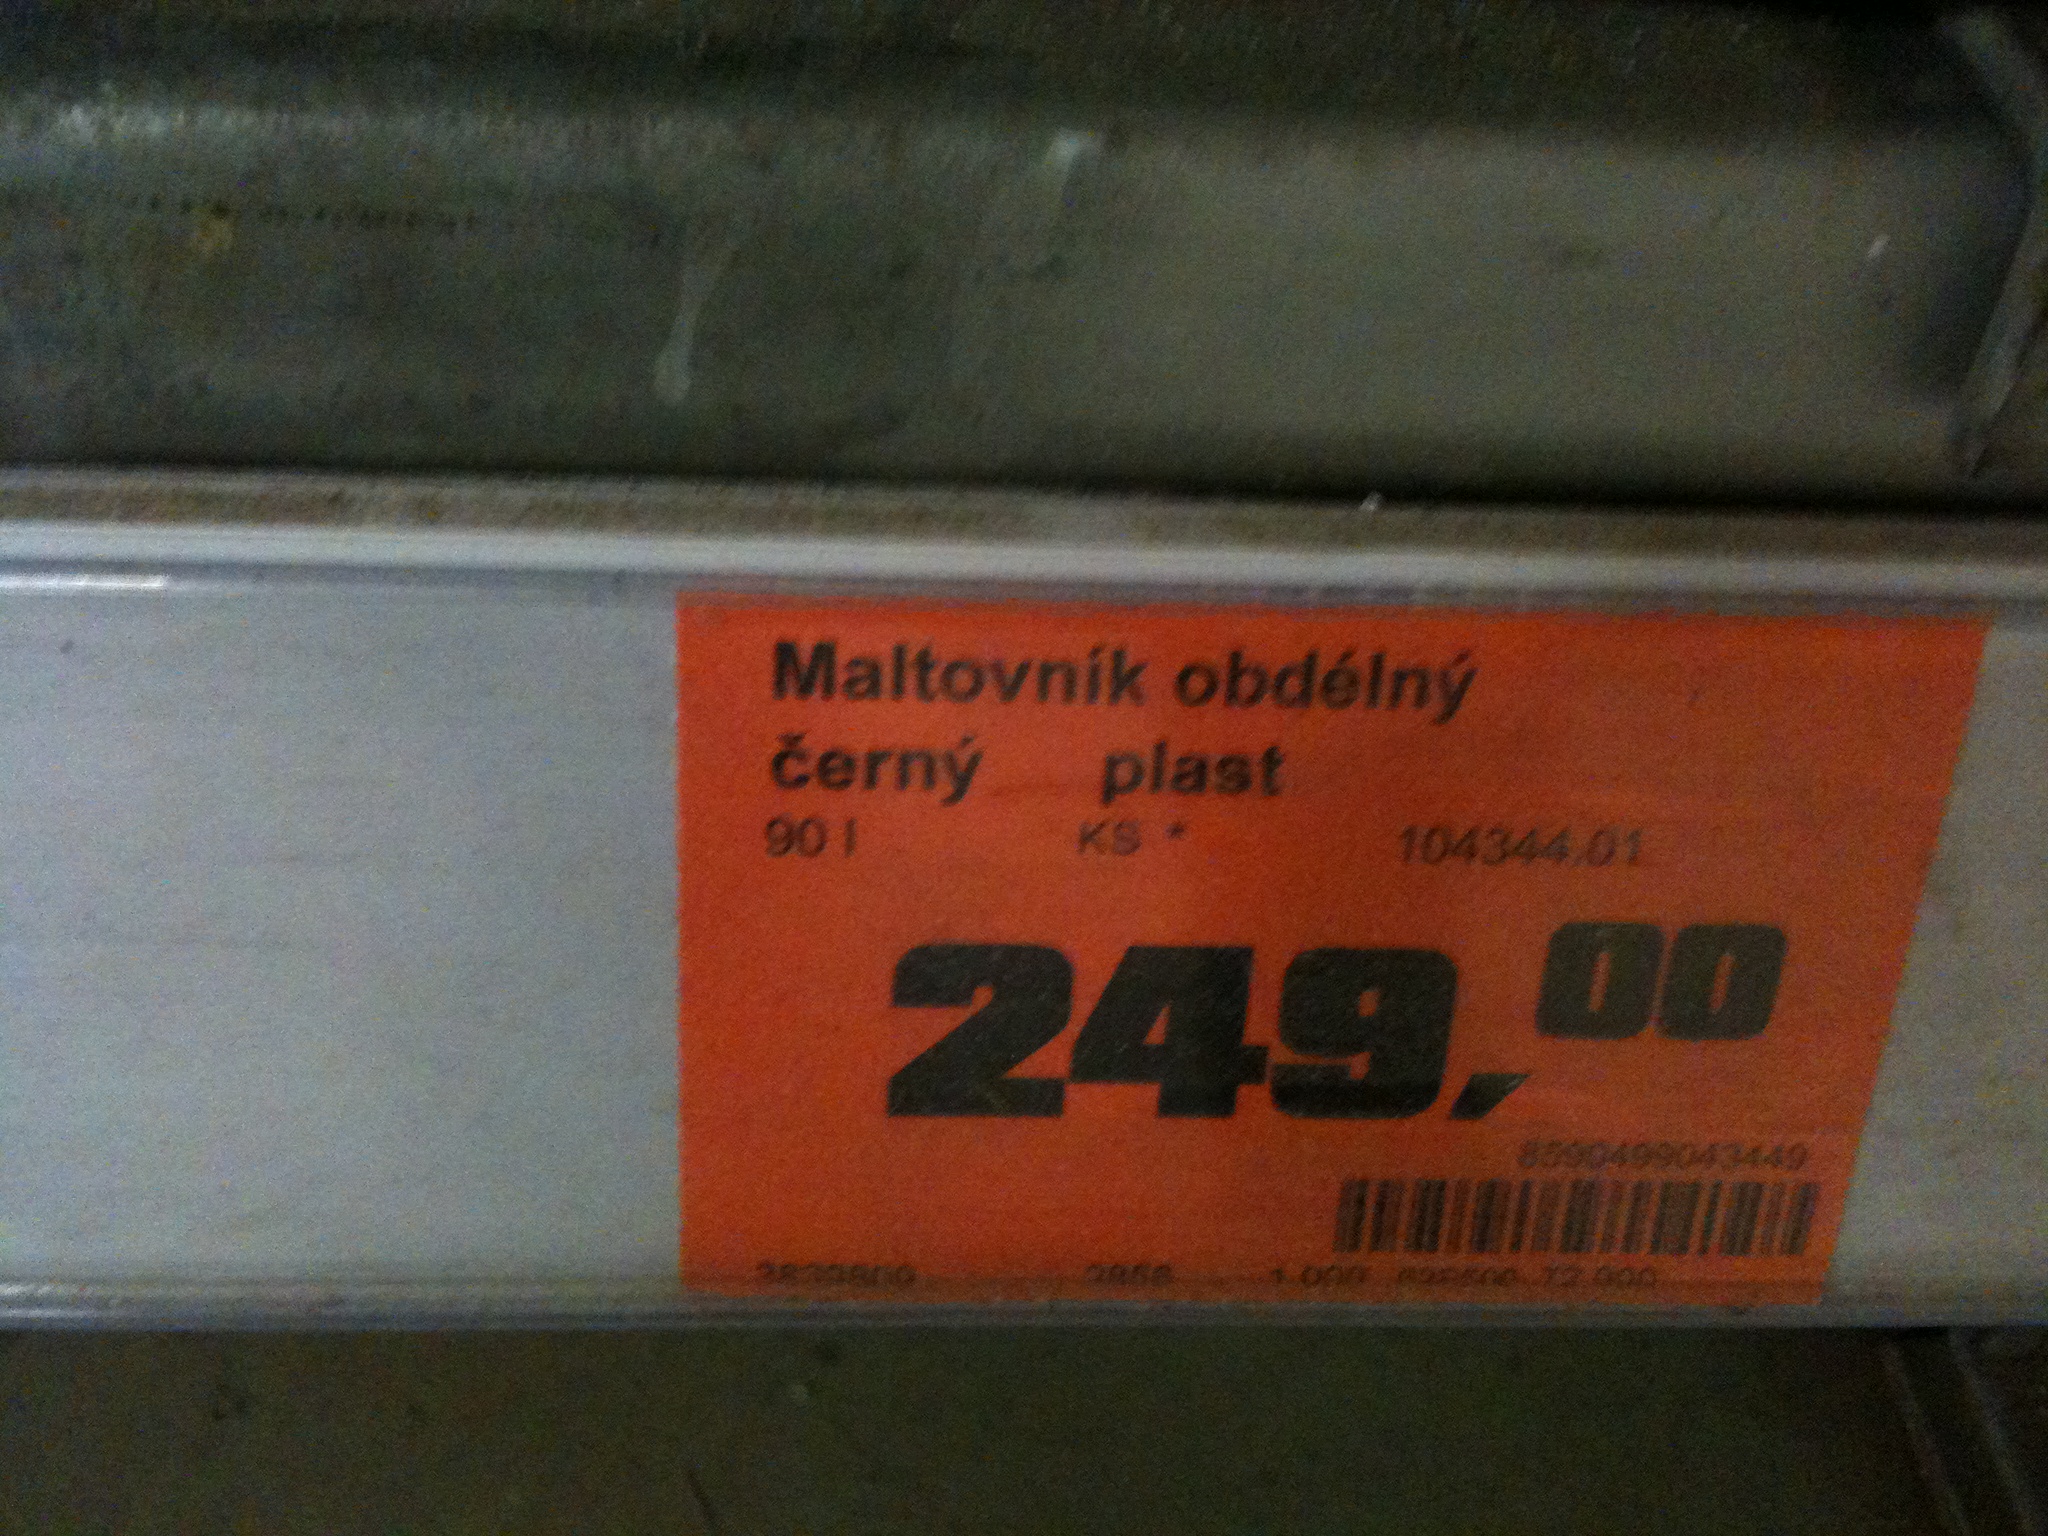 Maltovník obdélný
černý plast
90 l KS * 104344.01
249,00
8590499043449